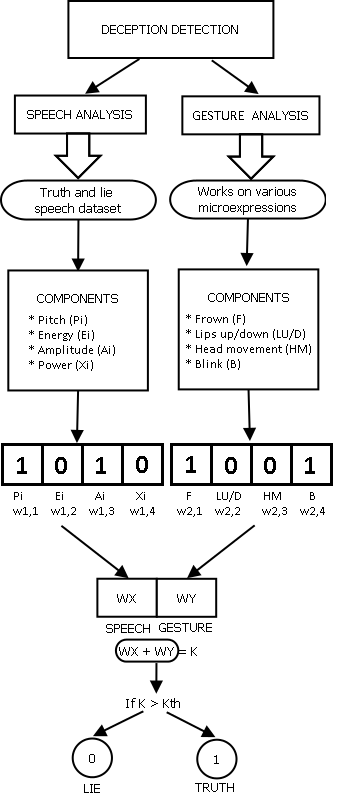 DECEPTION DETECTION
SPEECH ANALYSIS
GESTURE ANALYSIS
Truth and lie
speech dataset
Works on various
microexpressions
COMPONENTS
* Pitch (Pi)
* Energy (Ei)
* Amplitude (Ai)
* Power (Xi)
COMPONENTS
* Frown (F)
* Lips up/down (LU/D)
* Head movement (HM)
* Blink (B)
1 0 1 0
Pi Ei Ai Xi
w1,1 w1,2 w1,3 w1,4
1 0 0 1
F LU/D HM B
w2,1 w2,2 w2,3 w2,4
WX WY
SPEECH GESTURE
WX + WY = K
If K > Kth
0
LIE
1
TRUTH